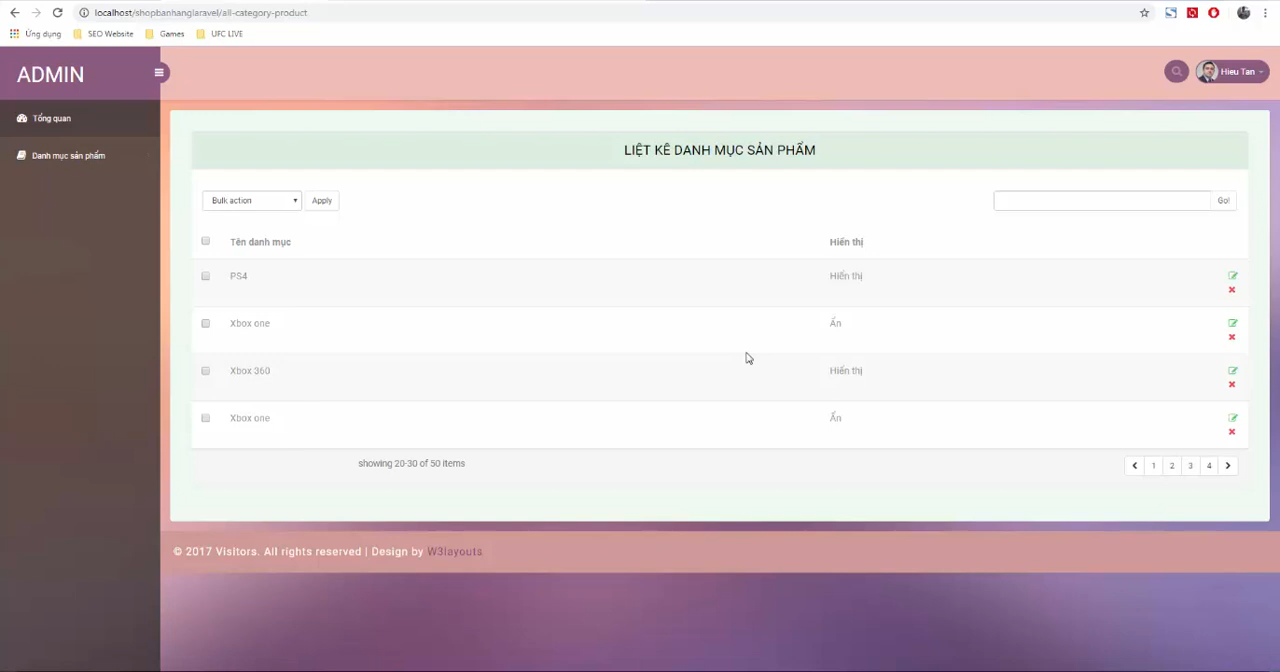 localhost/shopbanhanglaravel/all-category-product
Ứng dụng SEO Website Games UFC LIVE
ADMIN
Hieu Tan
Tổng quan
Danh mục sản phẩm
LIỆT KÊ DANH MỤC SẢN PHẨM
Bulk action Apply Go!
Tên danh mục Hiển thị
PS4 Hiển thị
Xbox one Ẩn
Xbox 360 Hiển thị
Xbox one Ẩn
showing 20-30 of 50 items 1 2 3 4
© 2017 Visitors. All rights reserved | Design by W3layouts